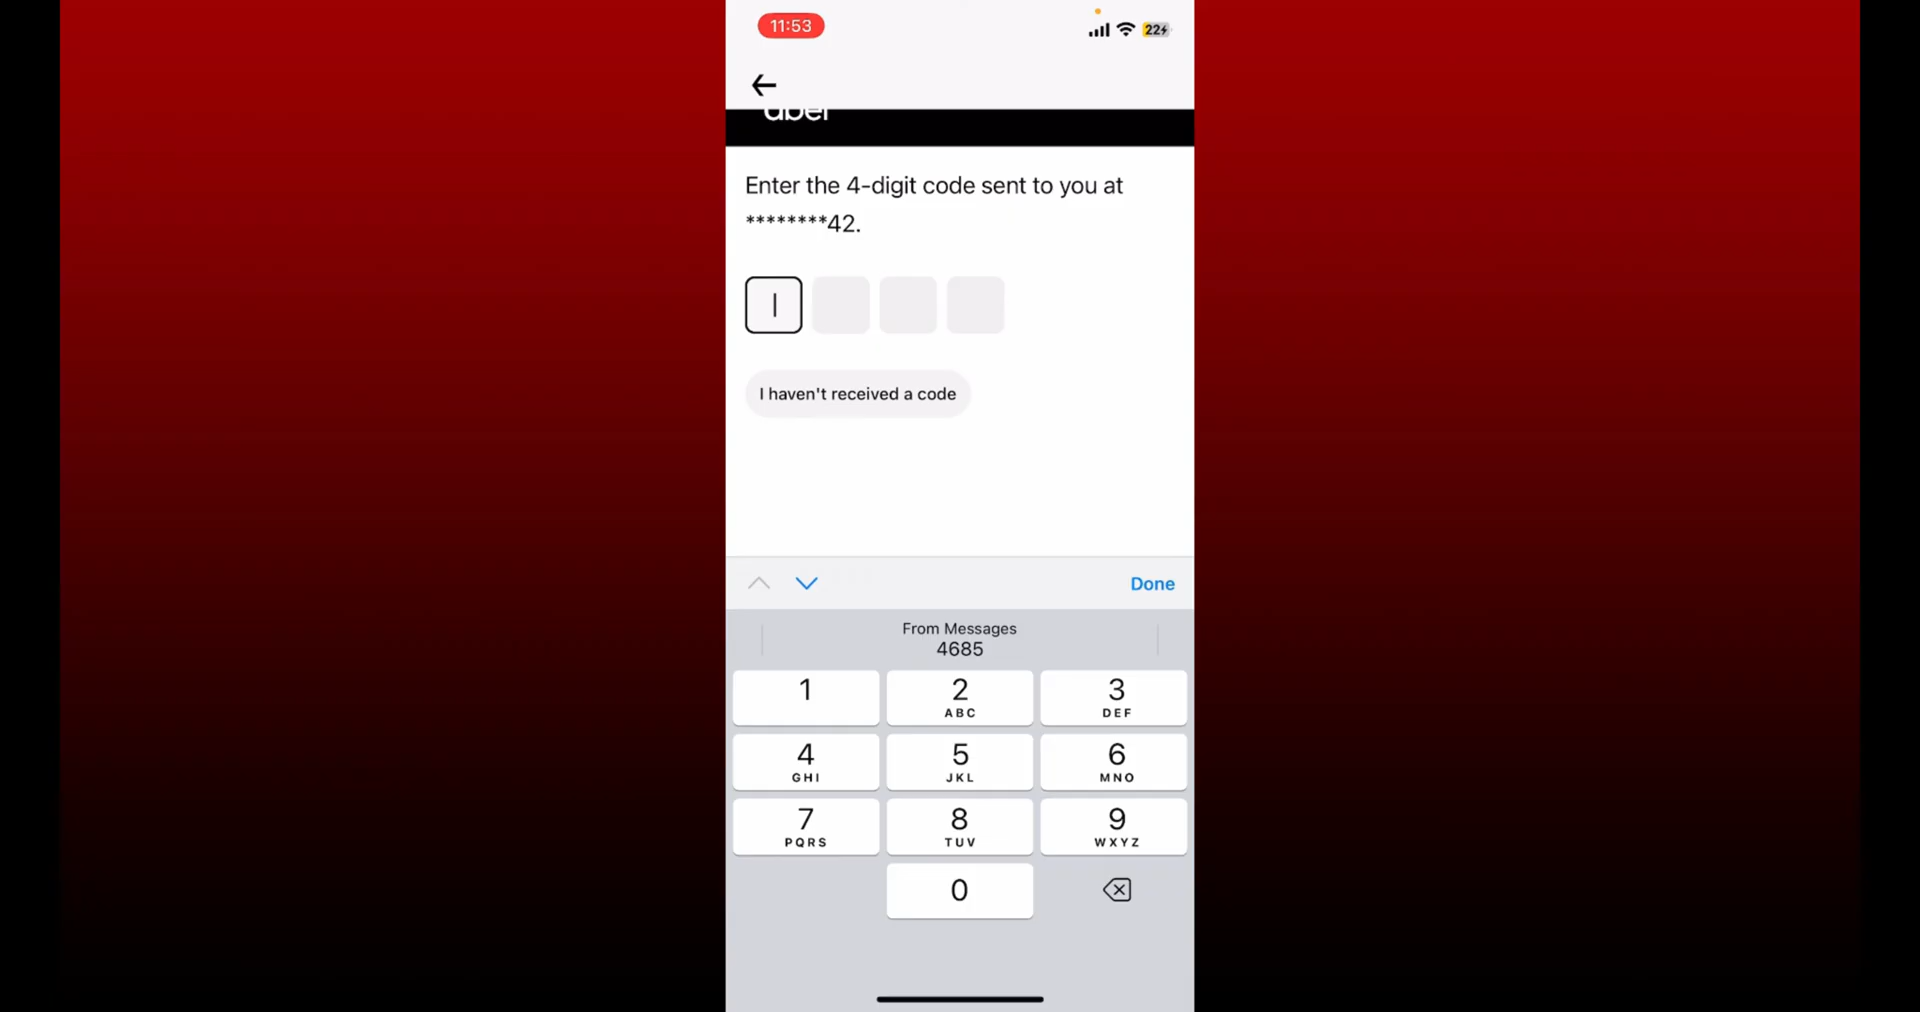 11:53
22
Uber
Enter the 4-digit code sent to you at
********42.
I haven't received a code
Done
From Messages
4685
1
2
ABC
3
DEF
4
GHI
5
JKL
6
MNO
7
PQRS
8
TUV
9
WXYZ
0